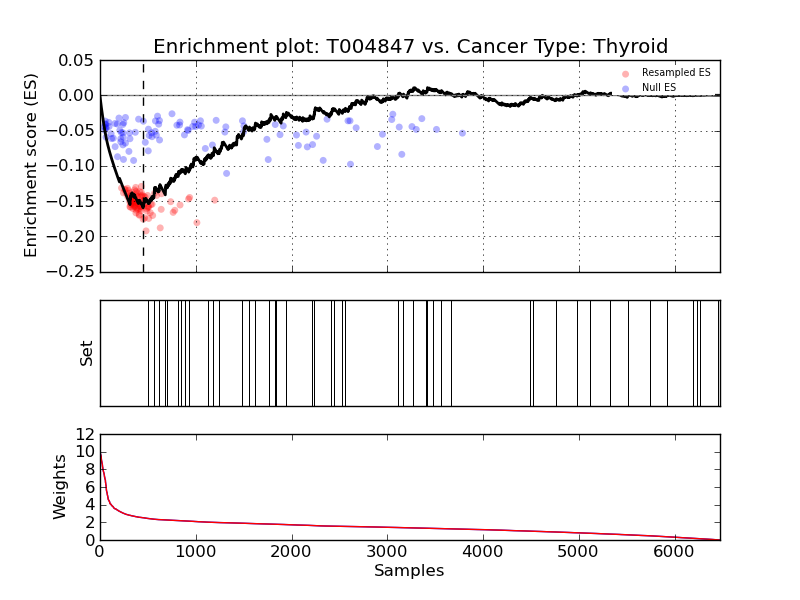 Enrichment plot: T004847 vs. Cancer Type: Thyroid
Enrichment score (ES)
0.05
0.00
−0.05
−0.10
−0.15
−0.20
−0.25
Resampled ES
Null ES
Set
Weights
12
10
8
6
4
2
0
0 1000 2000 3000 4000 5000 6000
Samples